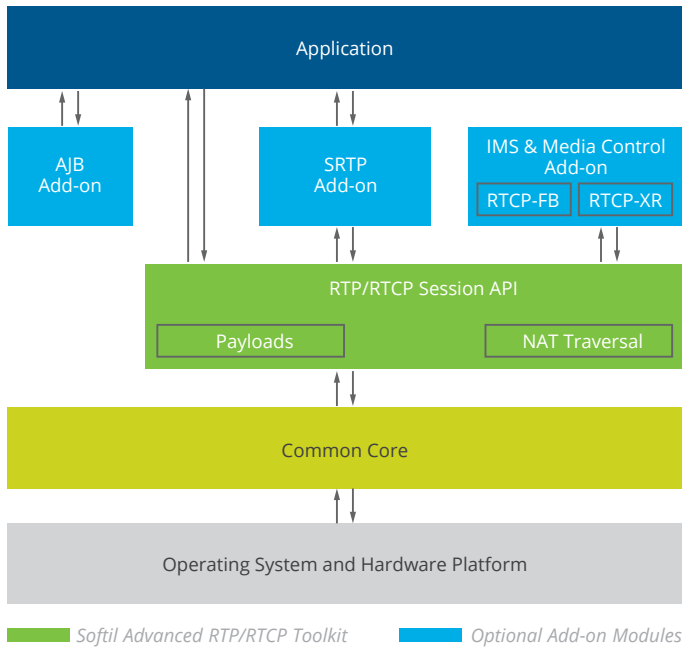 Application
AJB
Add-on
SRTP
Add-on
IMS & Media Control
Add-on
RTCP-FB
RTCP-XR
RTP/RTCP Session API
Payloads
NAT Traversal
Common Core
Operating System and Hardware Platform
Softil Advanced RTP/RTCP Toolkit
Optional Add-on Modules